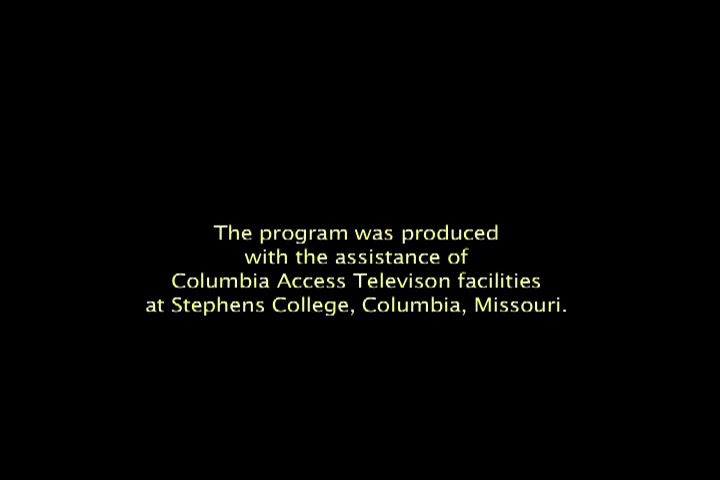 The program was produced
with the assistance of
Columbia Access Televison facilities
at Stephens College, Columbia, Missouri.